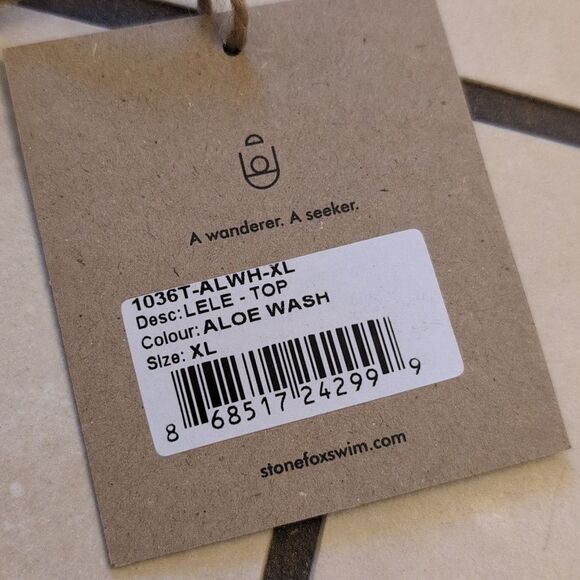 A wanderer. A seeker.
1036T-ALWH-XL
Desc: LELE - TOP
Colour: ALOE WASH
Size: XL
8 68517 24299 9
stonefoxswim.com